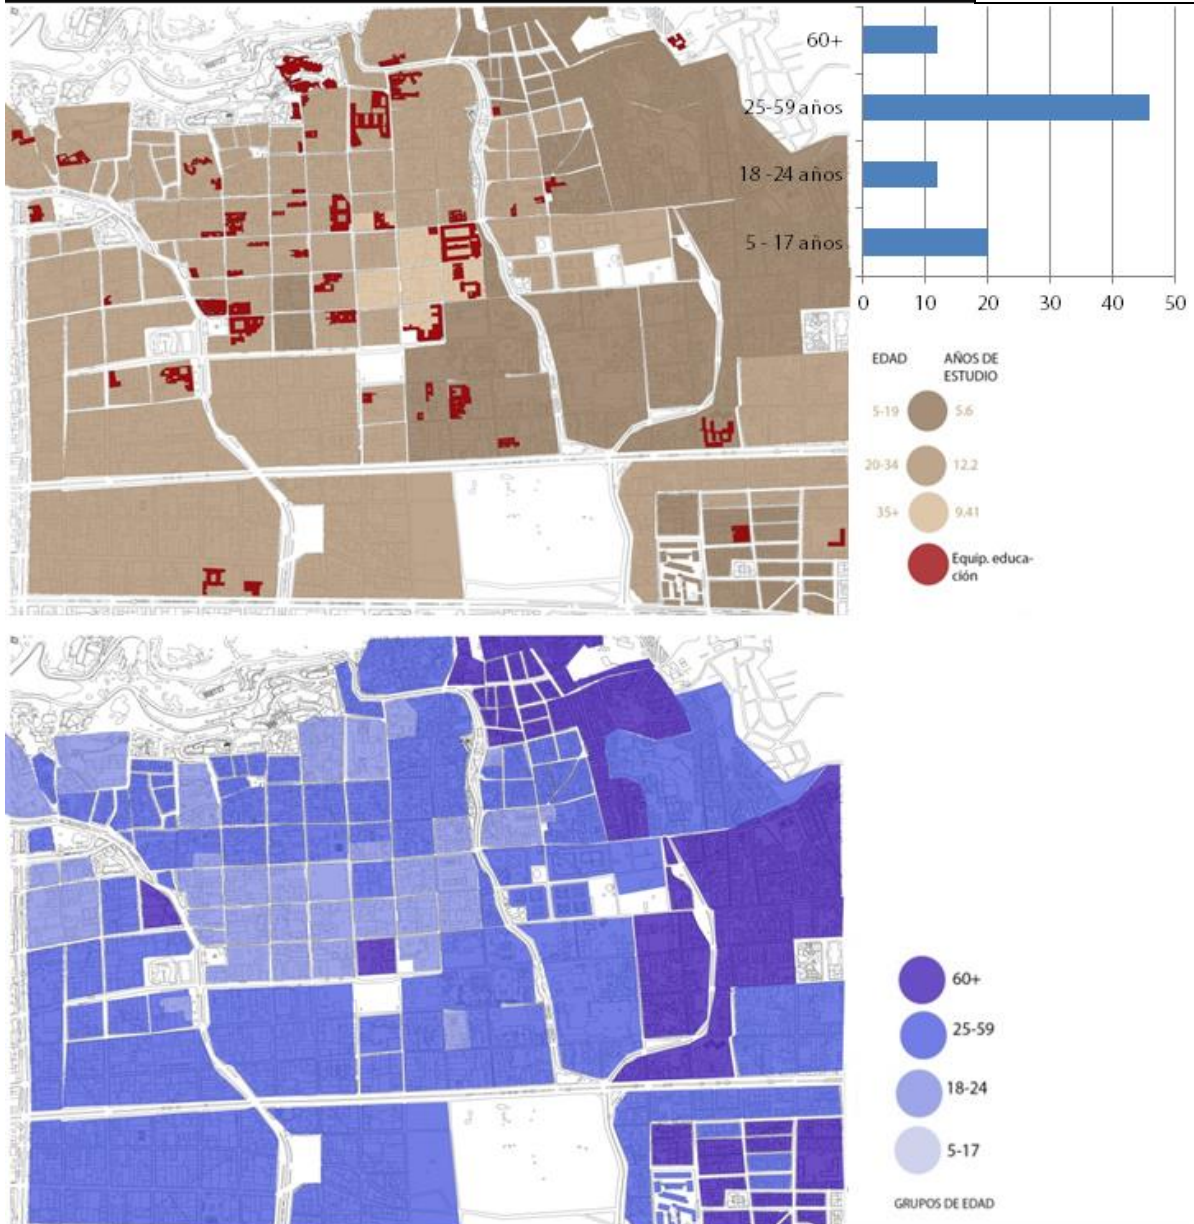 60+
25-59 años
18 -24 años
5 - 17 años
0 10 20 30 40 50
EDAD AÑOS DE
ESTUDIO
5-19 5.6
20-34 12.2
35+ 9.41
Equip. educa-
ción
60+
25-59
18-24
5-17
GRUPOS DE EDAD